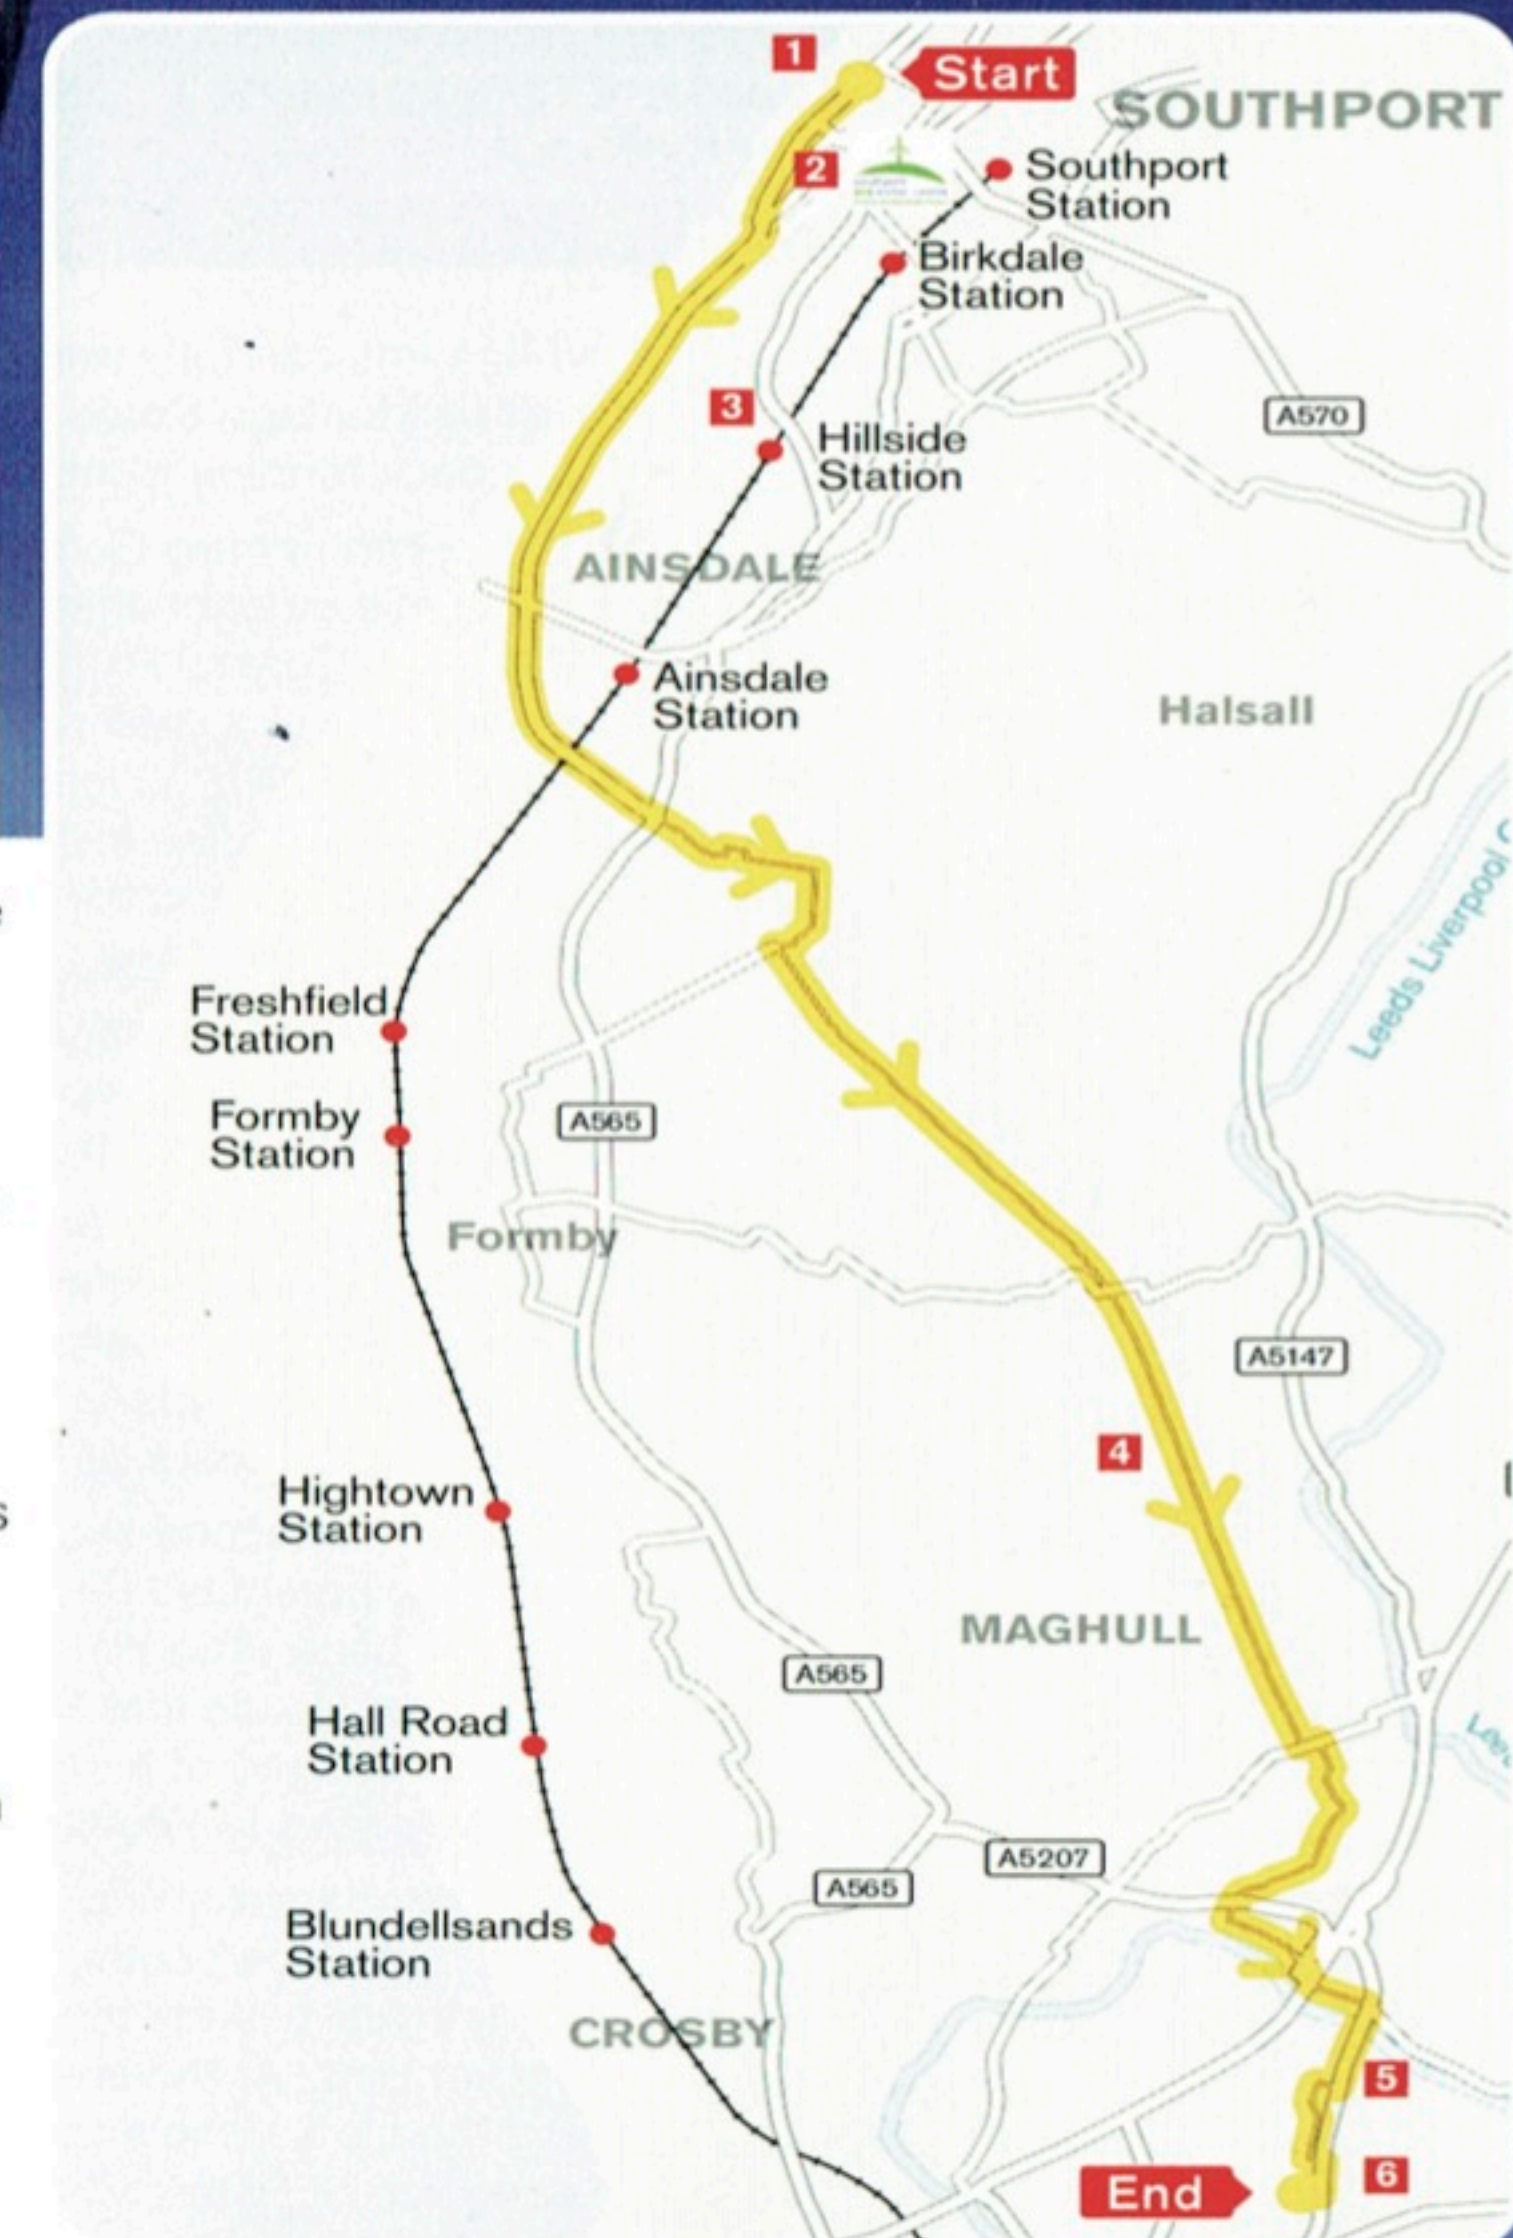 1
Start
SOUTHPORT
2
Southport
Station
Birkdale
Station
3
A570
Hillside
Station
AINSDALE
Ainsdale
Station
Halsall
Leeds Liverpool
Freshfield
Station
Formby
Station
A565
Formby
A5147
4
Hightown
Station
MAGHULL
A565
Hall Road
Station
A5207
A565
Blundellsands
Station
CROSBY
5
6
End